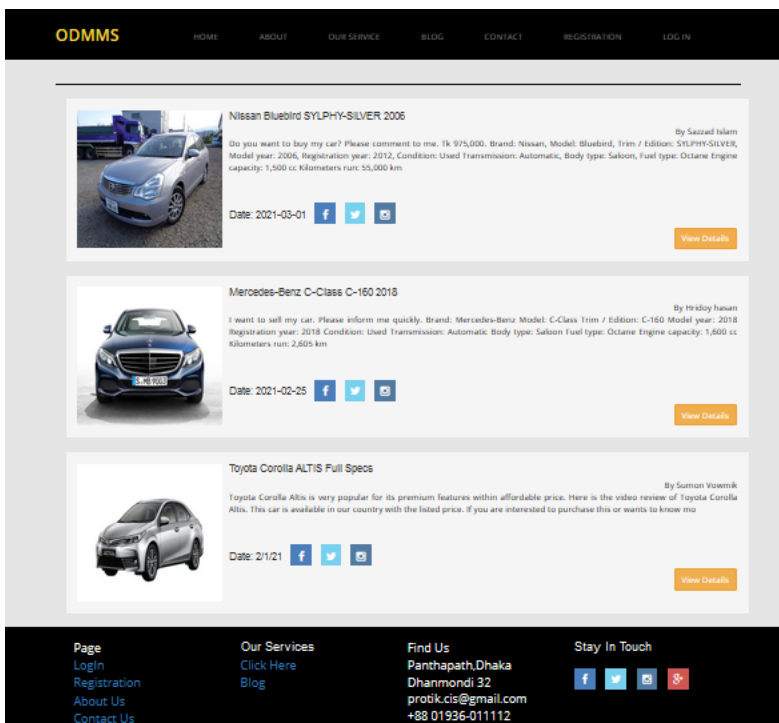 ODMMS HOME ABOUT OUR SERVICE BLOG CONTACT REGISTRATION LOG IN
Nissan Bluebird SYLPHY-SILVER 2006
By Sazzad Islam
Do you want to buy my car? Please comment to me. Tk 975,000. Brand: Nissan, Model: Bluebird, Trim / Edition: SYLPHY-SILVER,
Model year: 2006, Registration year: 2012, Condition: Used Transmission: Automatic, Body type: Saloon, Fuel type: Octane Engine
capacity: 1,500 cc Kilometers run: 55,000 km
Date: 2021-03-01
View Details
Mercedes-Benz C-Class C-160 2018
By Hridoy hasan
I want to sell my car. Please inform me quickly. Brand: Mercedes-Benz Model: C-Class Trim / Edition: C-160 Model year: 2018
Registration year: 2018 Condition: Used Transmission: Automatic Body type: Saloon Fuel type: Octane Engine capacity: 1,600 cc
Kilometers run: 2,605 km
S·MB 9003
Date: 2021-02-25
View Details
Toyota Corolla ALTIS Full Specs
By Sumon Vowmik
Toyota Corolla Altis is very popular for its premium features within affordable price. Here is the video review of Toyota Corolla
Altis. This car is available in our country with the listed price. If you are interested to purchase this or wants to know mo
Date: 2/1/21
View Details
Page
LogIn
Registration
About Us
Contact Us
Our Services
Click Here
Blog
Find Us
Panthapath,Dhaka
Dhanmondi 32
protik.cis@gmail.com
+88 01936-011112
Stay In Touch